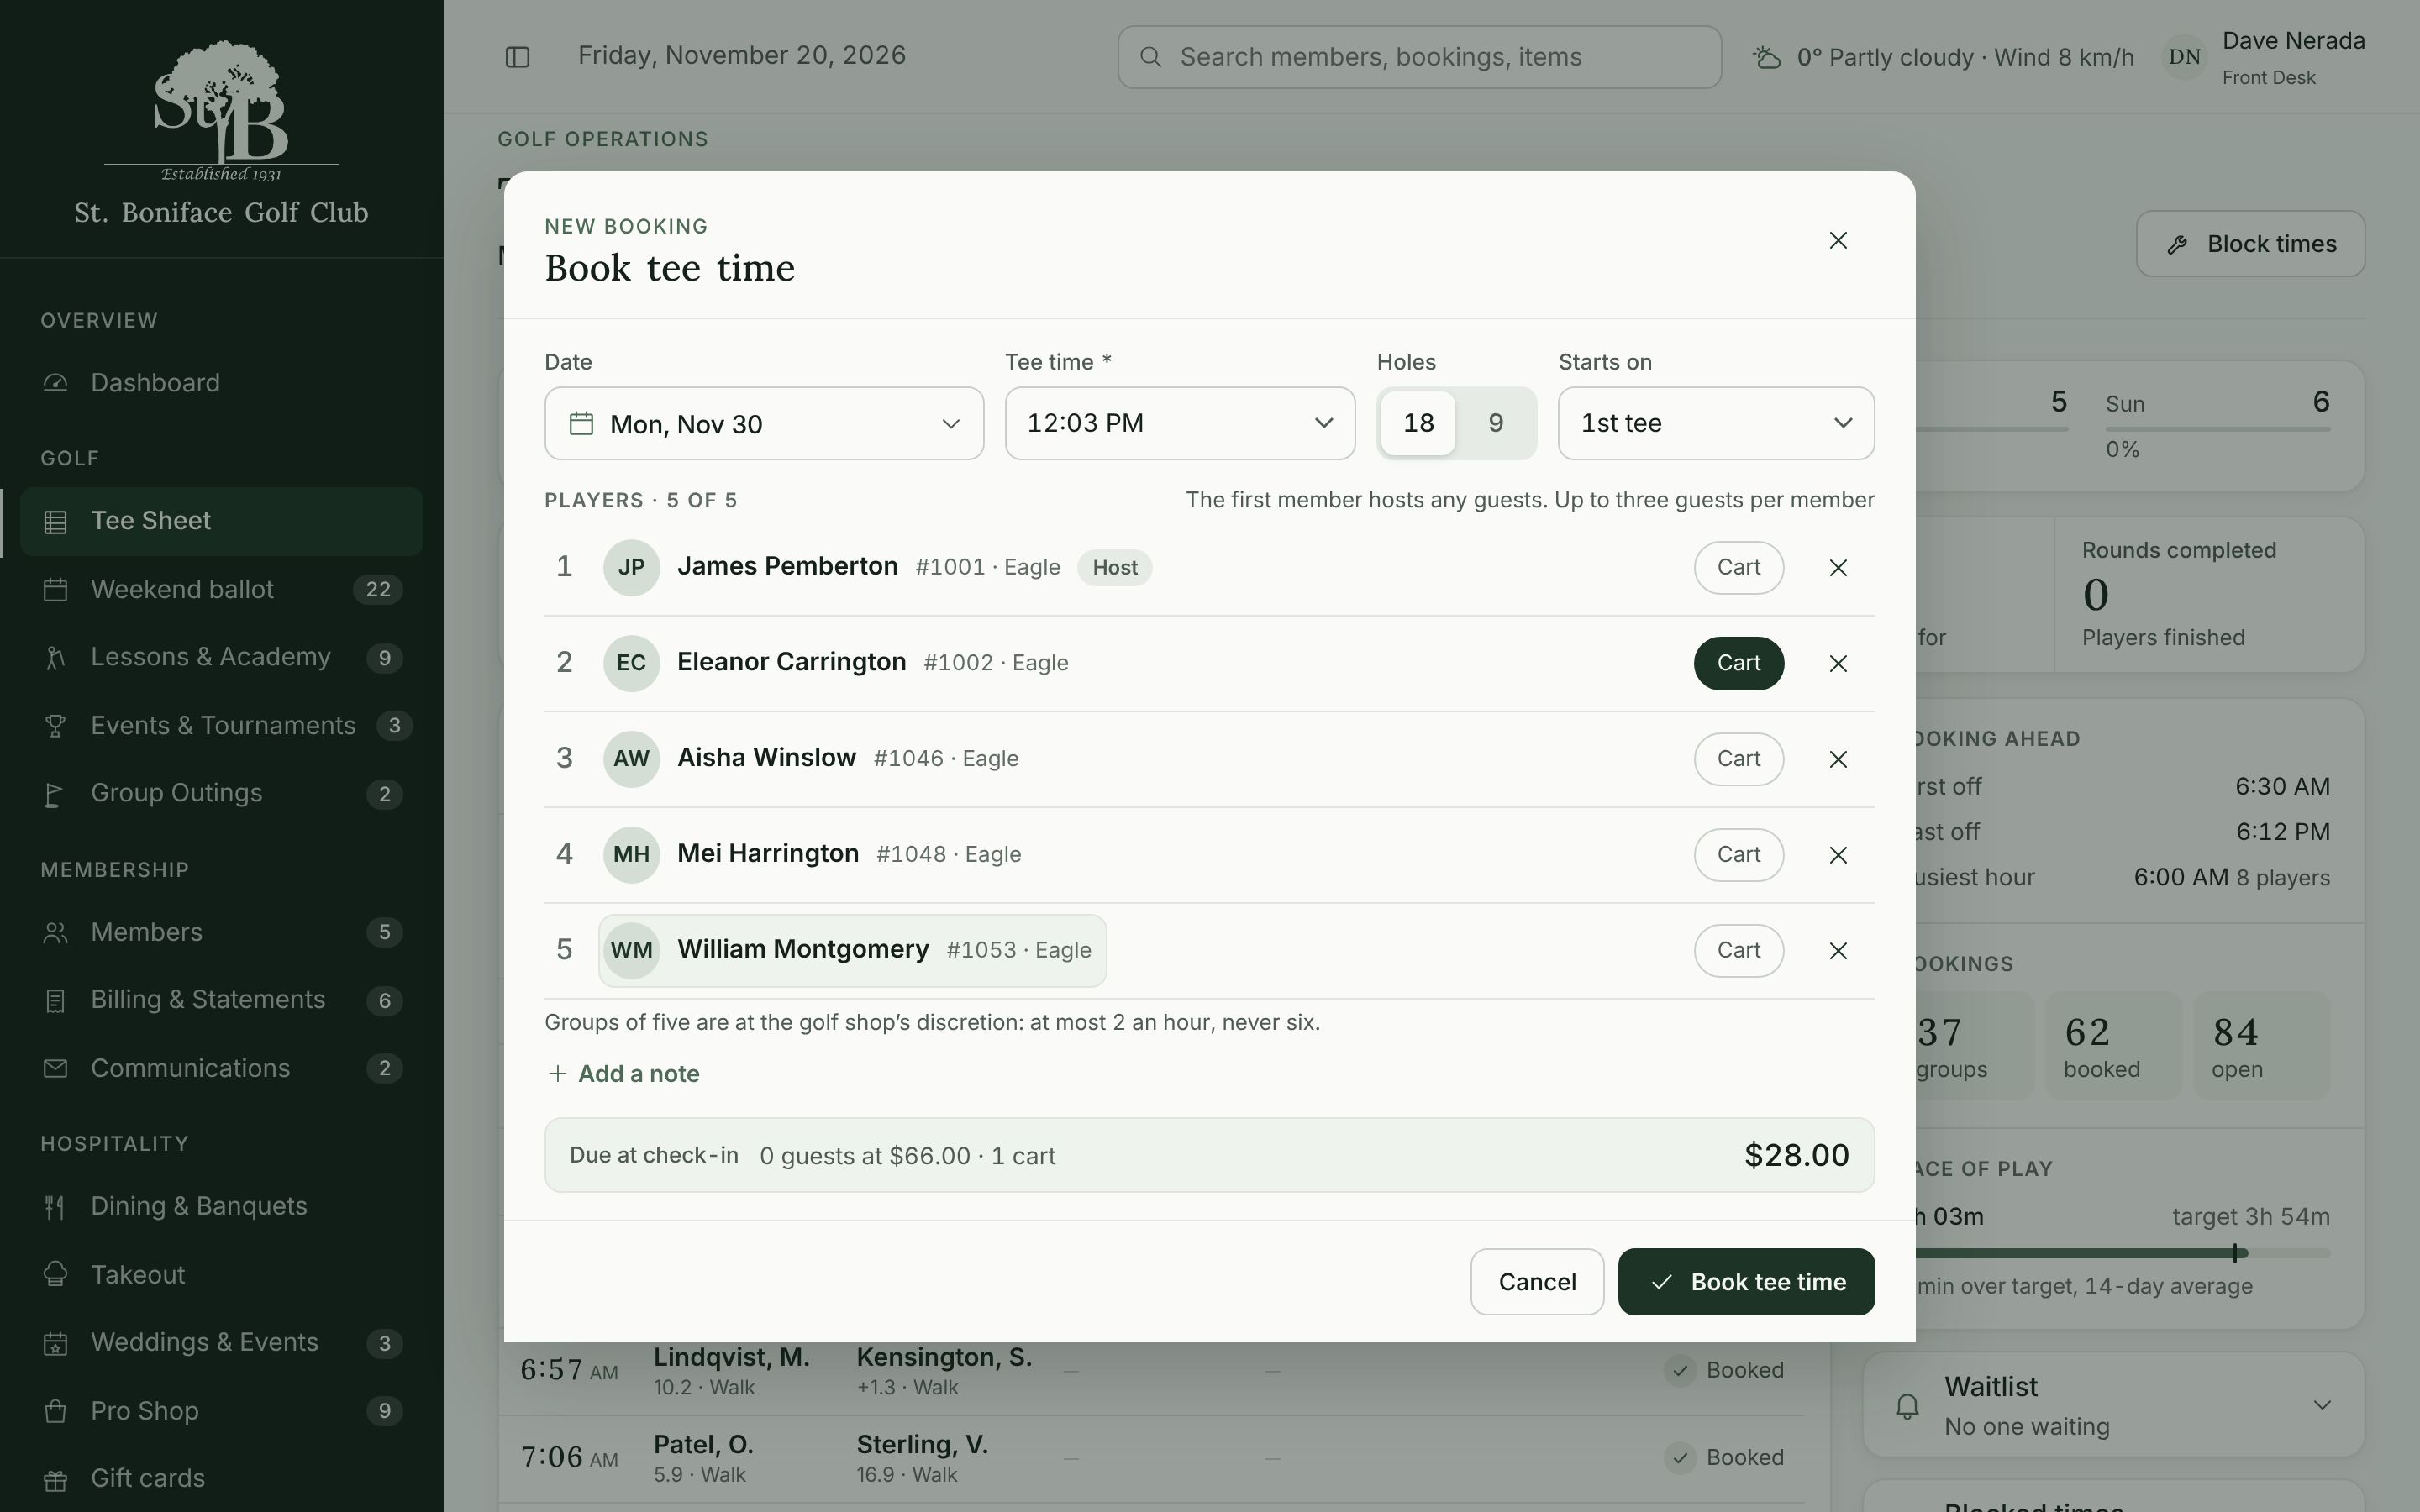 StB
Established 1931
St. Boniface Golf Club
OVERVIEW
Dashboard
GOLF
Tee Sheet
Weekend ballot 22
Lessons & Academy 9
Events & Tournaments 3
Group Outings 2
MEMBERSHIP
Members 5
Billing & Statements 6
Communications 2
HOSPITALITY
Dining & Banquets
Takeout
Weddings & Events 3
Pro Shop 9
Gift cards
Friday, November 20, 2026
Search members, bookings, items
0° Partly cloudy · Wind 8 km/h
DN
Dave Nerada
Front Desk
GOLF OPERATIONS
Block times
NEW BOOKING
Book tee time
Date
Mon, Nov 30
Tee time *
12:03 PM
Holes
18 9
Starts on
1st tee
PLAYERS · 5 OF 5
The first member hosts any guests. Up to three guests per member
1 JP James Pemberton #1001 · Eagle Host Cart
2 EC Eleanor Carrington #1002 · Eagle Cart
3 AW Aisha Winslow #1046 · Eagle Cart
4 MH Mei Harrington #1048 · Eagle Cart
5 WM William Montgomery #1053 · Eagle Cart
Groups of five are at the golf shop’s discretion: at most 2 an hour, never six.
+ Add a note
Due at check-in 0 guests at $66.00 · 1 cart $28.00
Cancel
Book tee time
5
Sun 6
0%
Rounds completed
0
for
Players finished
OOKING AHEAD
rst off 6:30 AM
ast off 6:12 PM
usiest hour 6:00 AM 8 players
OOKINGS
37 62 84
groups booked open
ACE OF PLAY
h 03m target 3h 54m
min over target, 14-day average
Waitlist
No one waiting
6:57 AM Lindqvist, M. Kensington, S. — — Booked
10.2 · Walk +1.3 · Walk
7:06 AM Patel, O. Sterling, V. — — Booked
5.9 · Walk 16.9 · Walk